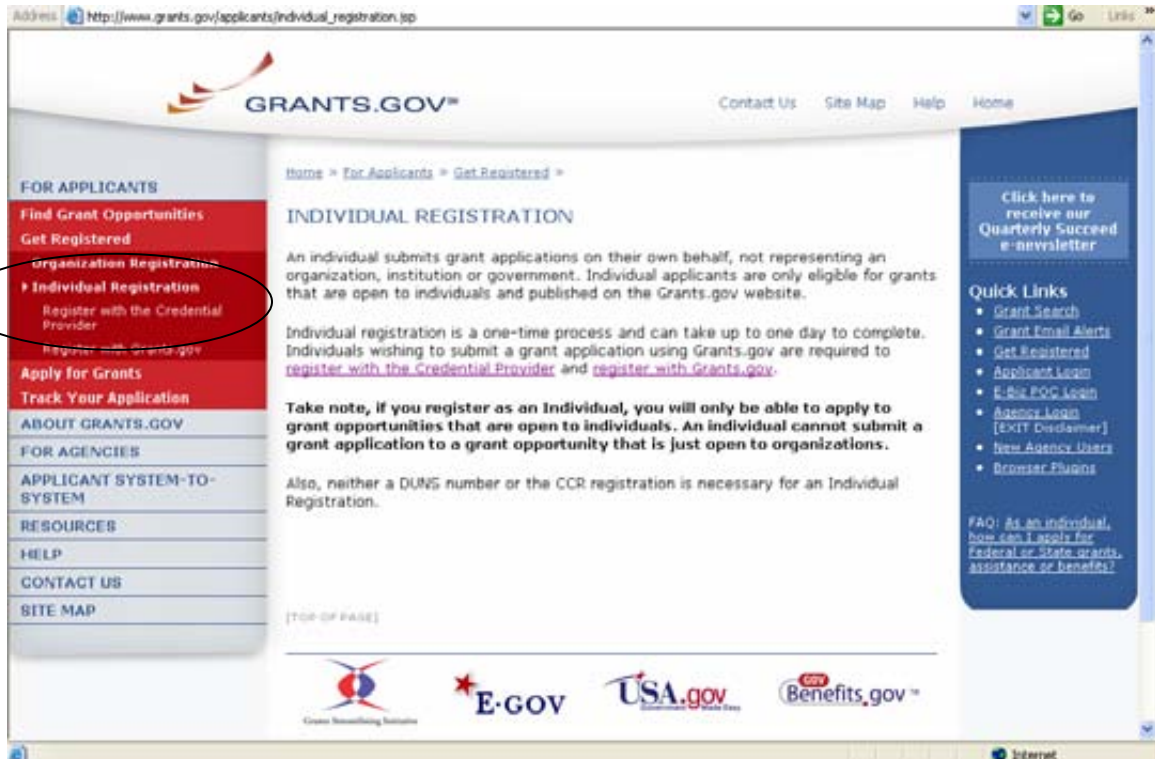 Address http://www.grants.gov/applicants/individual_registration.jsp Go Links »
GRANTS.GOV℠
Contact Us Site Map Help Home
FOR APPLICANTS
Find Grant Opportunities
Get Registered
Organization Registration
Individual Registration
Register with the Credential
Provider
Register with Grants.gov
Apply for Grants
Track Your Application
ABOUT GRANTS.GOV
FOR AGENCIES
APPLICANT SYSTEM-TO-
SYSTEM
RESOURCES
HELP
CONTACT US
SITE MAP
Home > For Applicants > Get Registered >
INDIVIDUAL REGISTRATION
An individual submits grant applications on their own behalf, not representing an
organization, institution or government. Individual applicants are only eligible for grants
that are open to individuals and published on the Grants.gov website.
Individual registration is a one-time process and can take up to one day to complete.
Individuals wishing to submit a grant application using Grants.gov are required to
register with the Credential Provider and register with Grants.gov.
Take note, if you register as an Individual, you will only be able to apply to
grant opportunities that are open to individuals. An individual cannot submit a
grant application to a grant opportunity that is just open to organizations.
Also, neither a DUNS number or the CCR registration is necessary for an Individual
Registration.
[TOP OF PAGE]
Click here to
receive our
Quarterly Succeed
e-newsletter
Quick Links
Grant Search
Grant Email Alerts
Get Registered
Applicant Login
E-Biz POC Login
Agency Login
[EXIT Disclaimer]
New Agency Users
Browser Plugins
FAQ: As an individual,
how can I apply for
Federal or State grants,
assistance or benefits?
Grants Streamlining Initiative
E-GOV
USA.gov
Government Made Easy
GOV
Benefits.gov ™
Internet